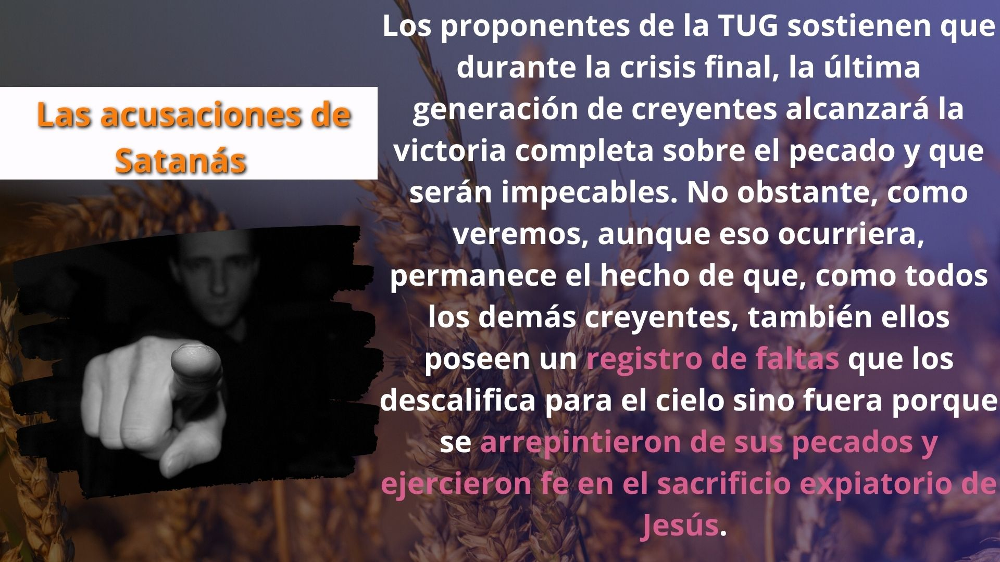 Las acusaciones de
Satanás
Los proponentes de la TUG sostienen que
durante la crisis final, la última
generación de creyentes alcanzará la
victoria completa sobre el pecado y que
serán impecables. No obstante, como
veremos, aunque eso ocurriera,
permanece el hecho de que, como todos
los demás creyentes, también ellos
poseen un registro de faltas que los
descalifica para el cielo sino fuera porque
se arrepintieron de sus pecados y
ejercieron fe en el sacrificio expiatorio de
Jesús.